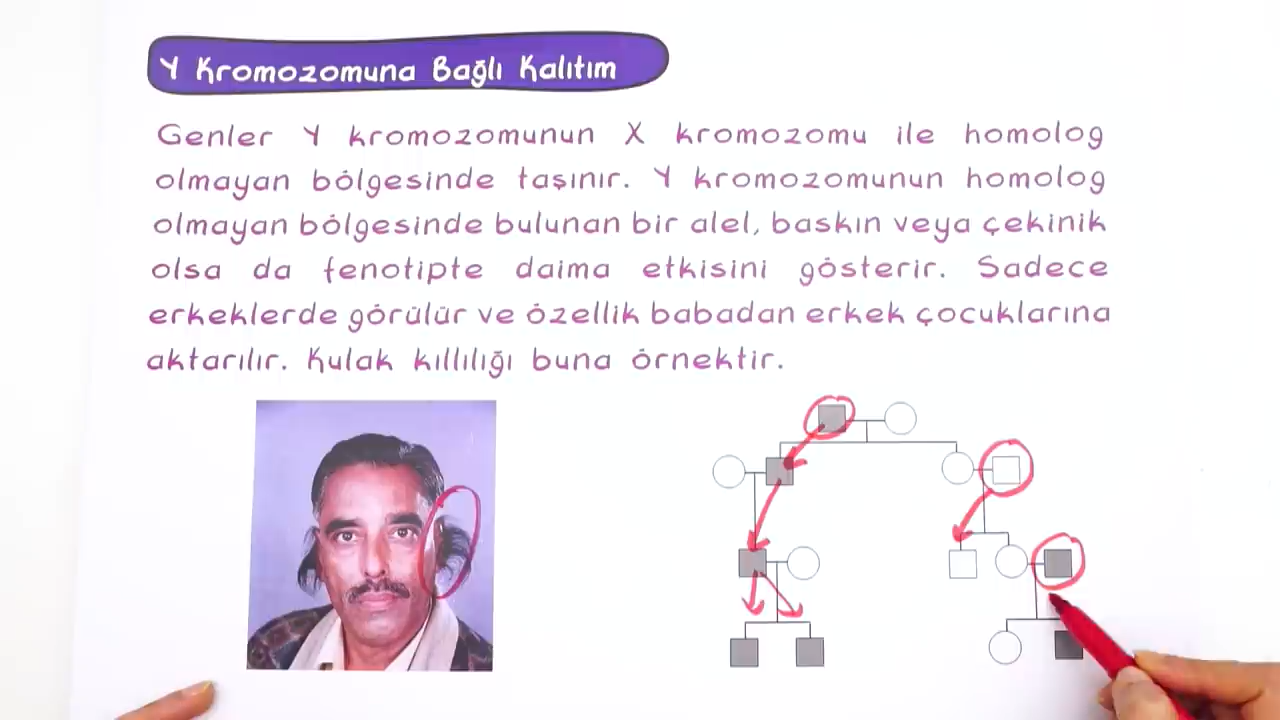 Y Kromozomuna Bağlı Kalıtım
Genler Y kromozomunun X kromozomu ile homolog
olmayan bölgesinde taşınır. Y kromozomunun homolog
olmayan bölgesinde bulunan bir alel, baskın veya çekinik
olsa da fenotipte daima etkisini gösterir. Sadece
erkeklerde görülür ve özellik babadan erkek çocuklarına
aktarılır. Kulak kıllılığı buna örnektir.